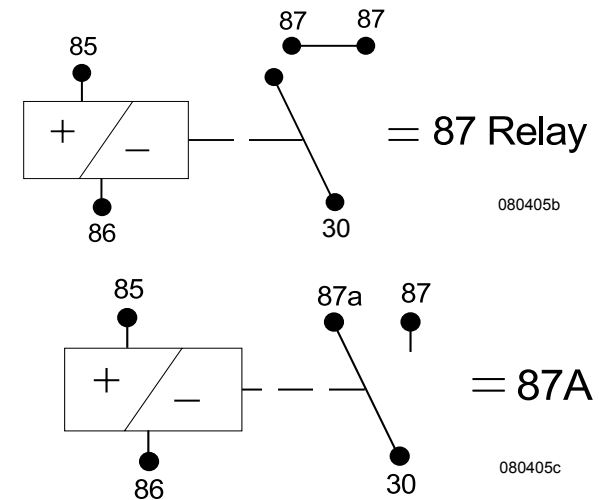 87 87
85
+ − = 87 Relay
080405b
86 30
85 87a 87
+ − = 87A
080405c
86 30